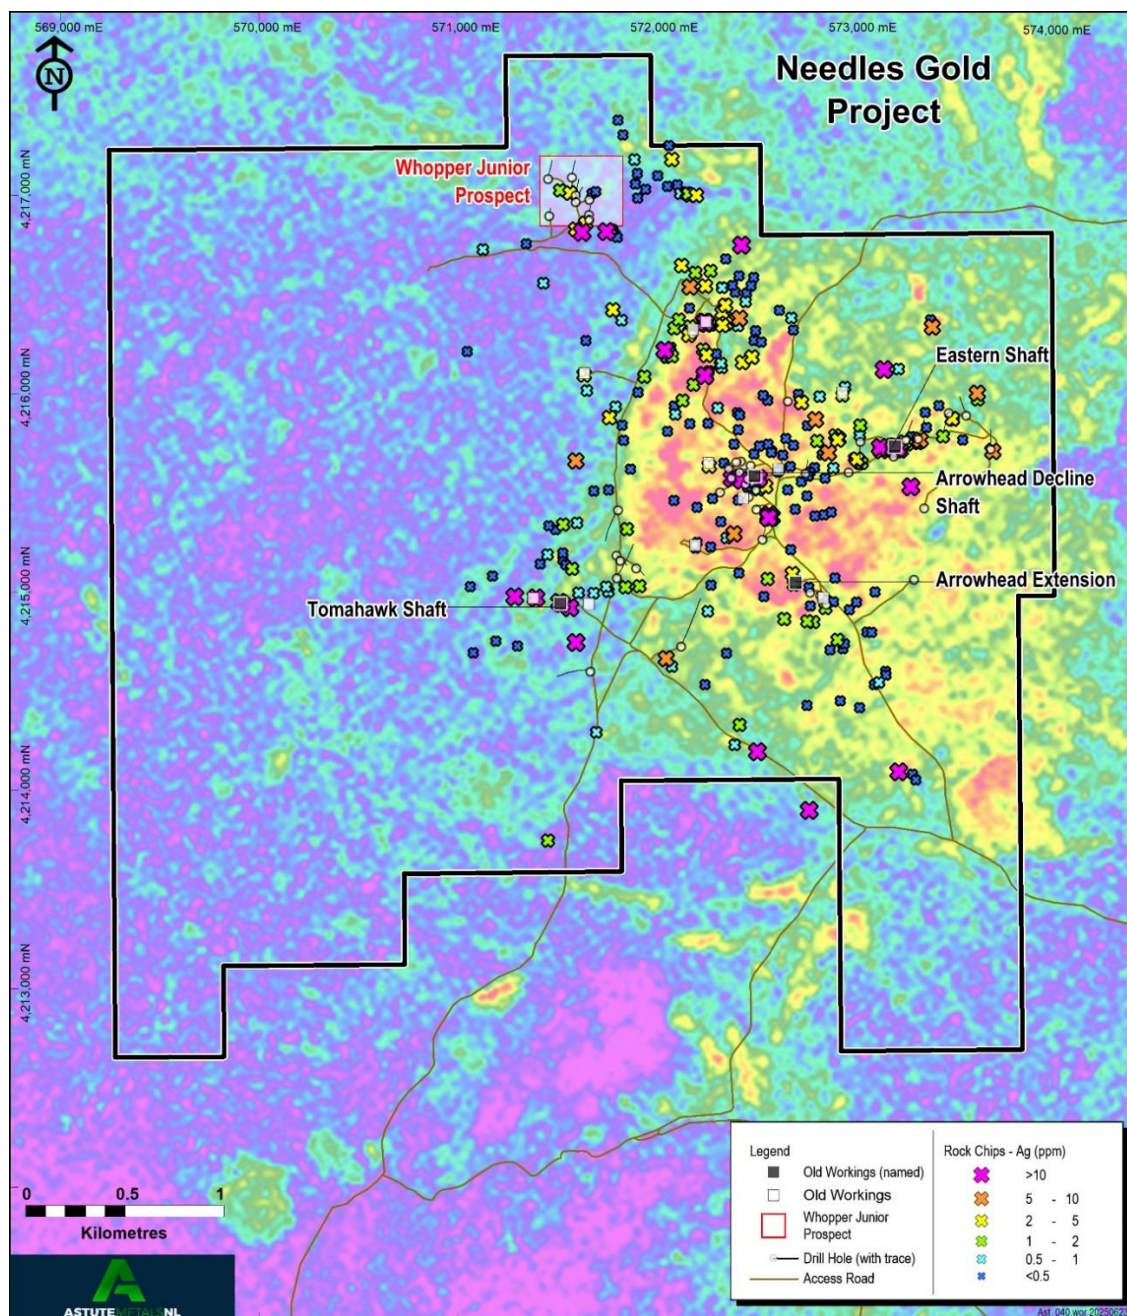 569,000 mE
570,000 mE
571,000 mE
572,000 mE
573,000 mE
574,000 mE
N
Needles Gold
Project
Whopper Junior
Prospect
4,217,000 mN
Eastern Shaft
4,216,000 mN
Arrowhead Decline
Shaft
Arrowhead Extension
4,215,000 mN
Tomahawk Shaft
4,214,000 mN
4,213,000 mN
0 0.5 1
Kilometres
Legend
Old Workings (named)
Old Workings
Whopper Junior
Prospect
Drill Hole (with trace)
Access Road
Rock Chips - Ag (ppm)
>10
5 - 10
2 - 5
1 - 2
0.5 - 1
<0.5
ASTUTEMETALSNL
Ast_040.wor 20250623